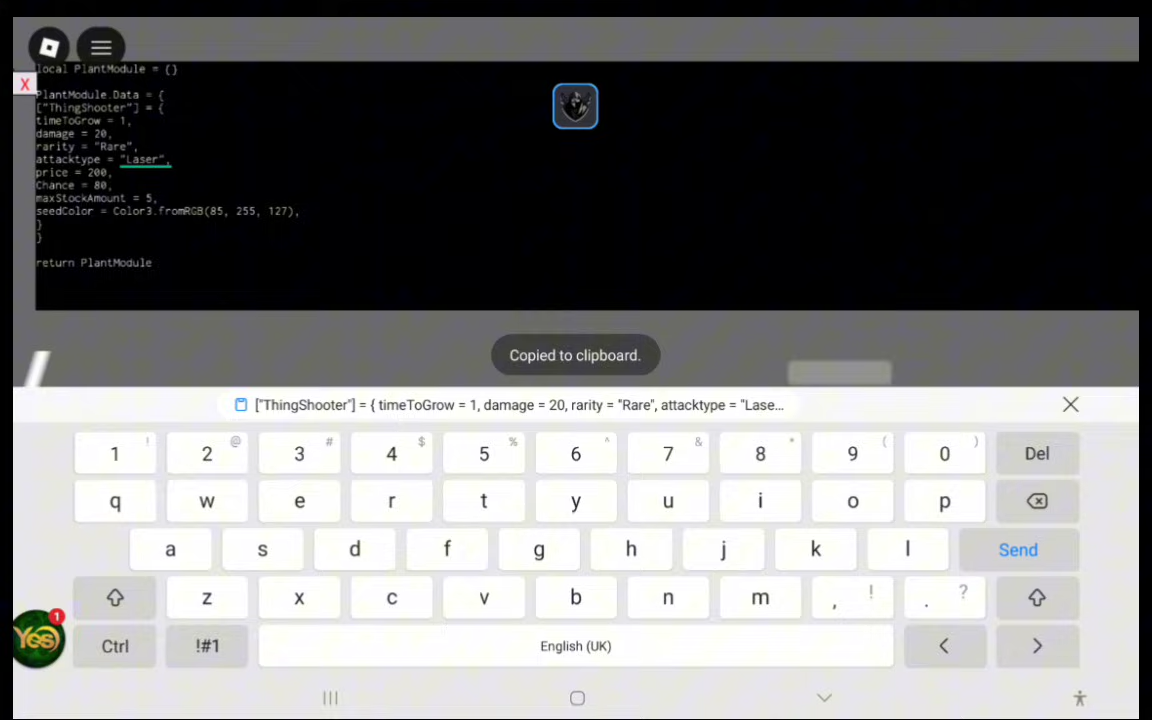 local PlantModule = {}
X
PlantModule.Data = {
["ThingShooter"] = {
timeToGrow = 1,
damage = 20,
rarity = "Rare",
attacktype = "Laser",
price = 200,
Chance = 80,
maxStockAmount = 5,
seedColor = Color3.fromRGB(85, 255, 127),
}
}
return PlantModule
Copied to clipboard.
["ThingShooter"] = { timeToGrow = 1, damage = 20, rarity = "Rare", attacktype = "Lase...
1 ! 2 @ 3 # 4 $ 5 % 6 ^ 7 & 8 * 9 ( 0 ) Del
q w e r t y u i o p
a s d f g h j k l Send
z x c v b n m , ! . ?
Yes 1
Ctrl !#1 English (UK) < >